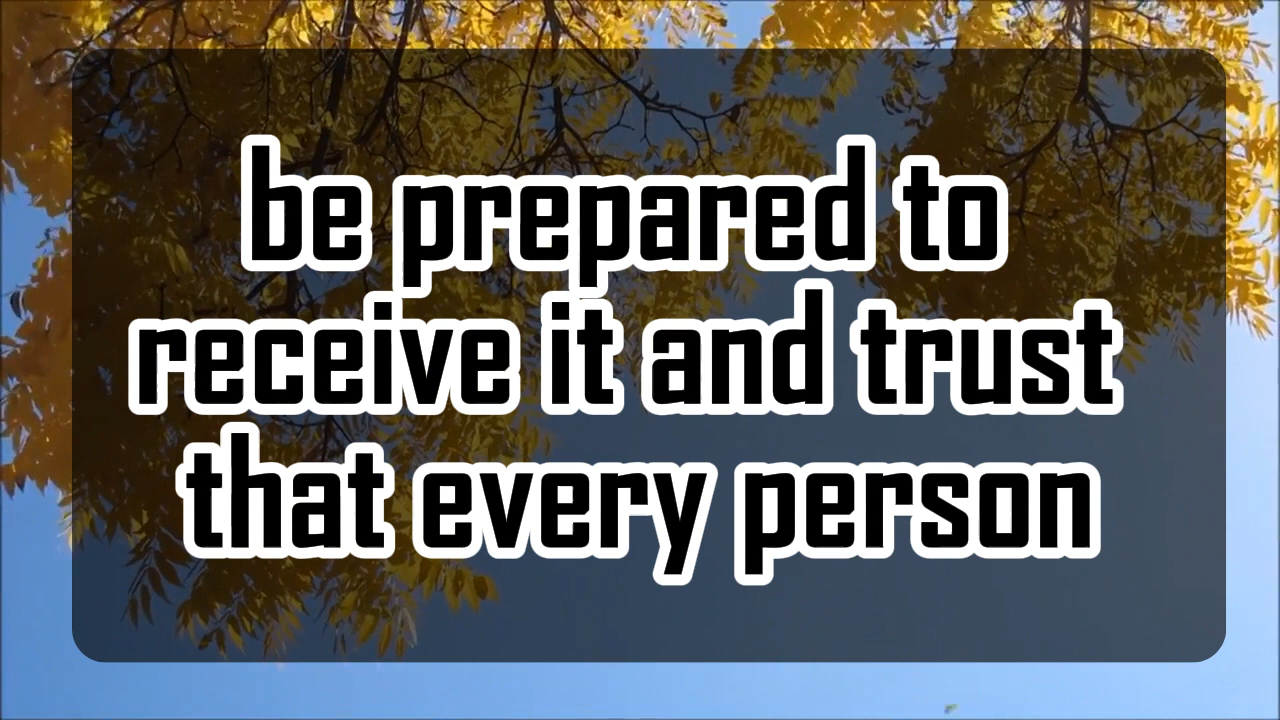 be prepared to
receive it and trust
that every person